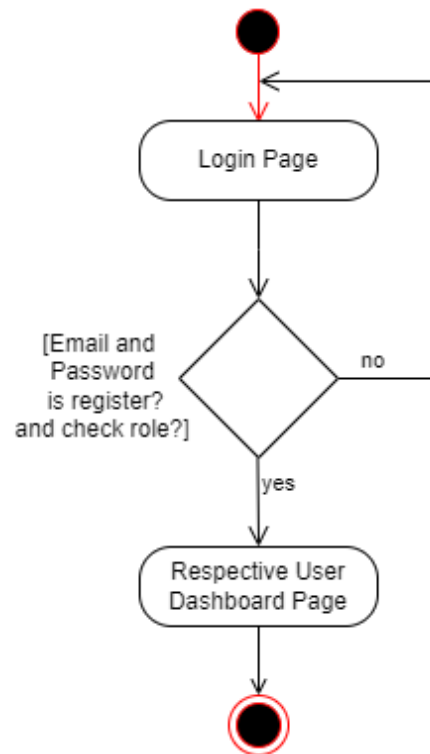 Login Page
[Email and
Password
is register?
and check role?]
no
yes
Respective User
Dashboard Page